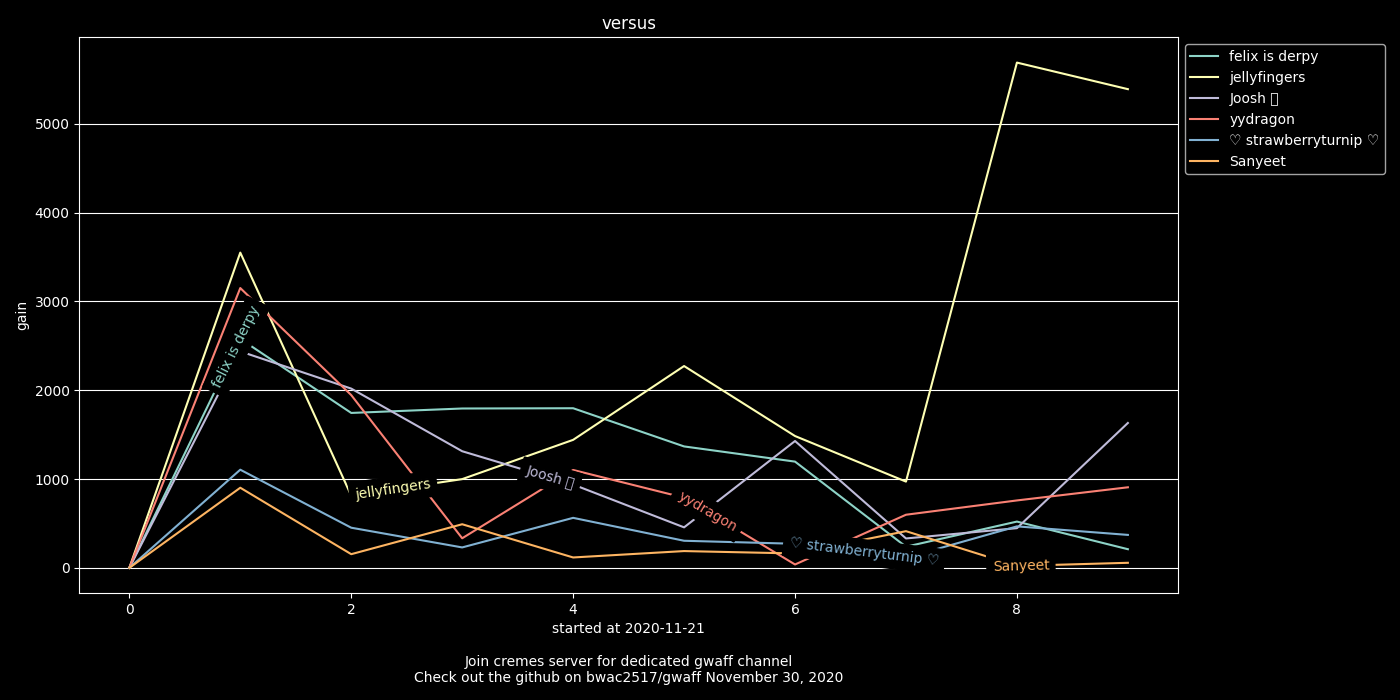 versus
felix is derpy
jellyfingers
Joosh
yydragon
♡ strawberryturnip ♡
Sanyeet
gain
5000
4000
3000
2000
1000
0
felix is derpy
jellyfingers
Joosh
yydragon
♡ strawberryturnip ♡
Sanyeet
0 2 4 6 8
started at 2020-11-21
Join cremes server for dedicated gwaff channel
Check out the github on bwac2517/gwaff November 30, 2020